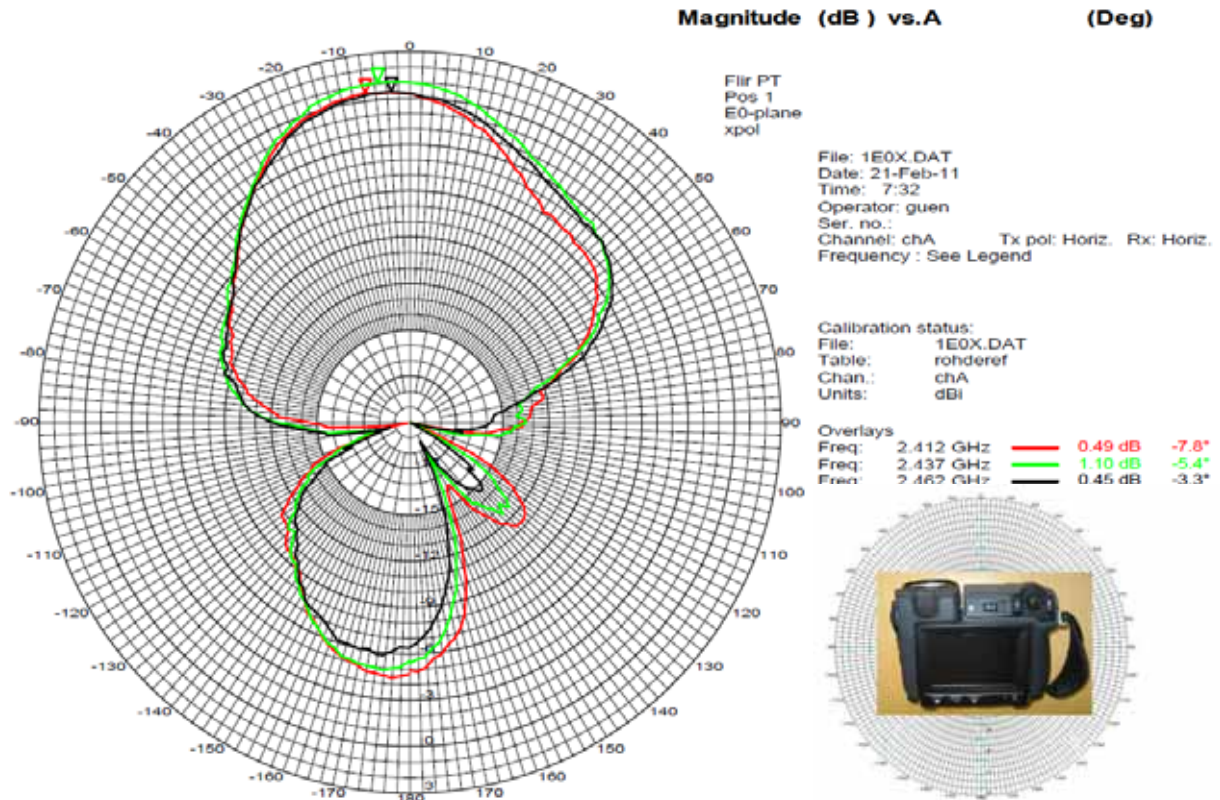 Magnitude (dB ) vs.A (Deg)
Flir PT
Pos 1
E0-plane
xpol
File: 1E0X.DAT
Date: 21-Feb-11
Time: 7:32
Operator: guen
Ser. no.:
Channel: chA Tx pol: Horiz. Rx: Horiz.
Frequency : See Legend
Calibration status:
File: 1E0X.DAT
Table: rohderef
Chan.: chA
Units: dBi
Overlays
Freq: 2.412 GHz 0.49 dB -7.8°
Freq: 2.437 GHz 1.10 dB -5.4°
Freq: 2.462 GHz 0.45 dB -3.3°
-10 0 10
-20 20
-30 30
-40 40
-50 50
-60 60
-70 70
-80 80
-90 90
-100 100
-110 110
-120 120
-130 130
-140 140
-150 150
-160 160
-170 180 170
-9
-3
0
3